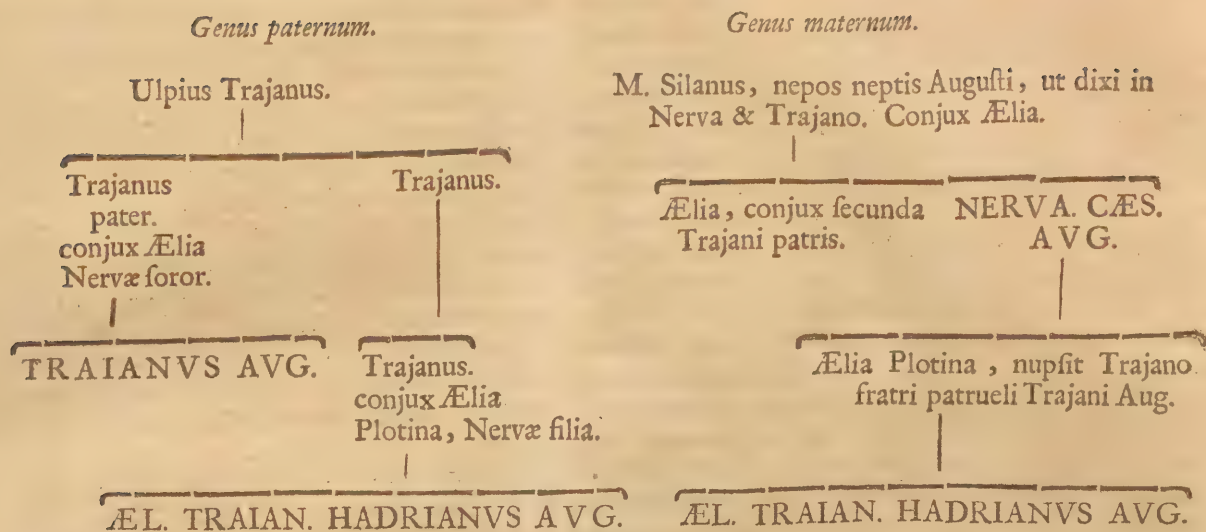 Genus paternum.
Ulpius Trajanus.
Trajanus
pater.
conjux Ælia
Nervæ ſoror.
Trajanus.
TRAIANVS AVG.
Trajanus.
conjux Ælia
Plotina, Nervæ filia.
ÆL. TRAIAN. HADRIANVS AVG.
Genus maternum.
M. Silanus, nepos neptis Auguſti, ut dixi in
Nerva & Trajano. Conjux Ælia.
Ælia, conjux ſecunda
Trajani patris.
NERVA. CÆS.
AVG.
Ælia Plotina, nupſit Trajano
fratri patrueli Trajani Aug.
ÆL. TRAIAN. HADRIANVS AVG.